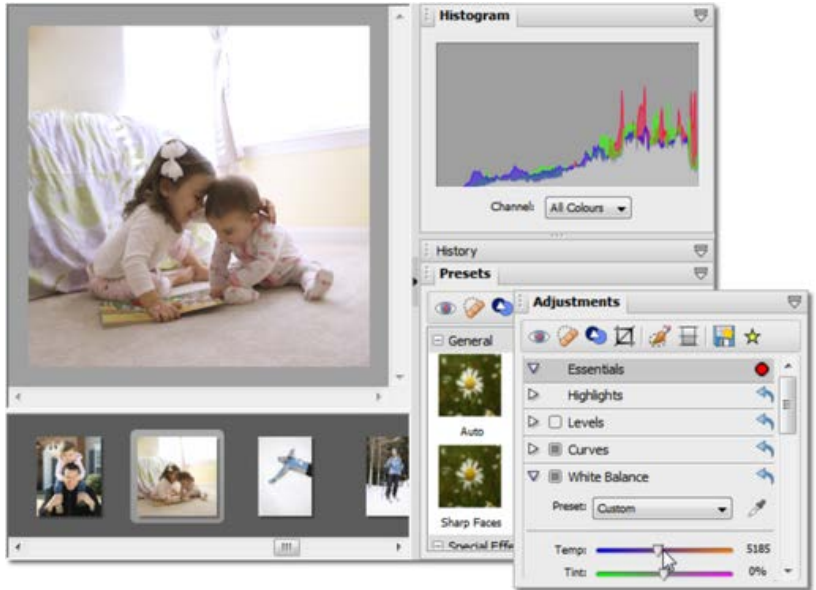 Histogram
Channel: All Colours
History
Presets
General
Auto
Sharp Faces
Special Effe
Adjustments
Essentials
Highlights
Levels
Curves
White Balance
Preset: Custom
Temp: 5185
Tint: 0%